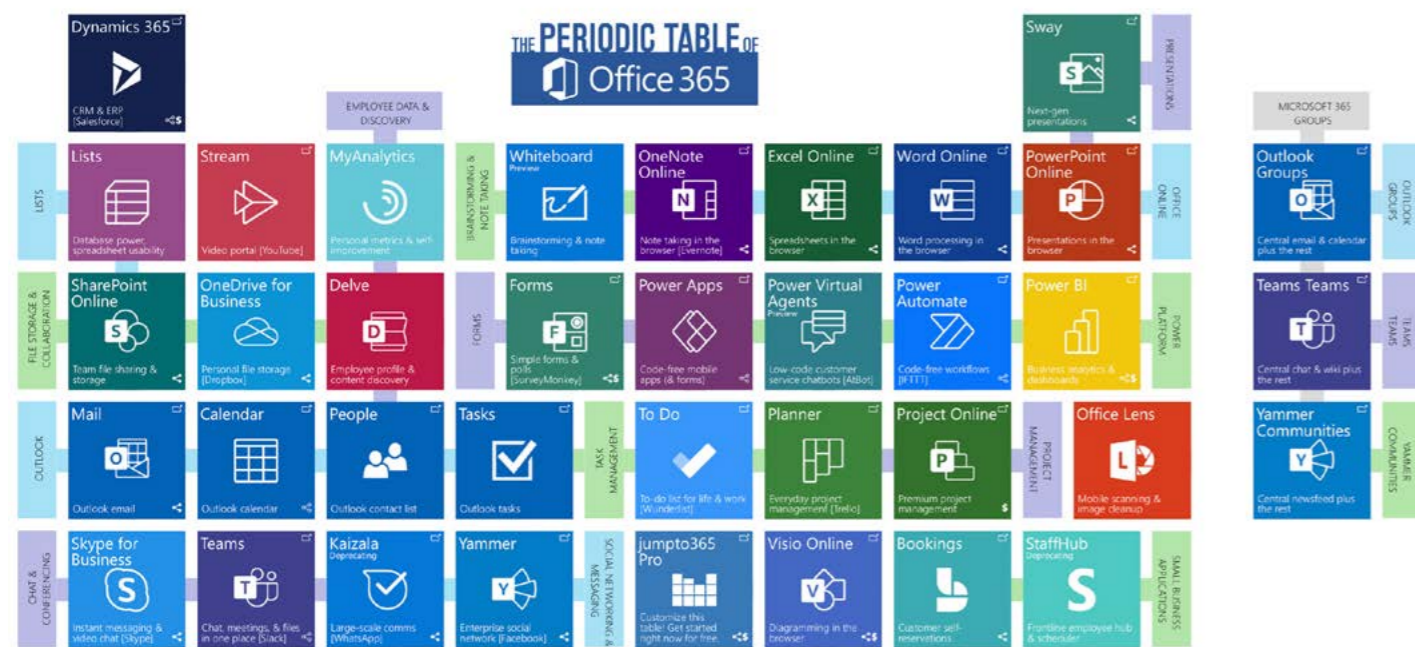 THE PERIODIC TABLE OF
Office 365
Dynamics 365
CRM & ERP
[Salesforce]
$
EMPLOYEE DATA &
DISCOVERY
Sway
Next-gen
presentations
PRESENTATIONS
MICROSOFT 365
GROUPS
LISTS
Lists
Database power,
spreadsheet usability
Stream
Video portal [YouTube]
MyAnalytics
Personal metrics & self-
improvement
BRAINSTORMING &
NOTE TAKING
Whiteboard
Preview
Brainstorming & note
taking
OneNote
Online
N
Note taking in the
browser [Evernote]
Excel Online
X
Spreadsheets in the
browser
Word Online
W
Word processing in
the browser
PowerPoint
Online
P
Presentations in the
browser
OFFICE
ONLINE
Outlook
Groups
O
Central email & calendar
plus the rest
OUTLOOK
GROUPS
FILE STORAGE &
COLLABORATION
SharePoint
Online
S
Team file sharing &
storage
OneDrive for
Business
Personal file storage
[Dropbox]
Delve
D
Employee profile &
content discovery
FORMS
Forms
F
Simple forms &
polls
[SurveyMonkey]
$
Power Apps
Code-free mobile
apps (& forms)
Power Virtual
Agents
Preview
Low-code customer
service chatbots [AtBot]
Power
Automate
Code-free workflows
[IFTTT]
Power BI
Business analytics &
dashboards
$
POWER
PLATFORM
Teams Teams
T
Central chat & wiki plus
the rest
TEAMS
TEAMS
OUTLOOK
Mail
O
Outlook email
Calendar
Outlook calendar
People
Outlook contact list
Tasks
Outlook tasks
TASK
MANAGEMENT
To Do
To-do list for life & work
[Wunderlist]
Planner
Everyday project
management [Trello]
Project Online
P
Premium project
management
$
PROJECT
MANAGEMENT
Office Lens
L
Mobile scanning &
image cleanup
Yammer
Communities
Y
Central newsfeed plus
the rest
YAMMER
COMMUNITIES
CHAT &
CONFERENCING
Skype for
Business
S
Instant messaging &
video chat [Skype]
Teams
T
Chat, meetings, & files
in one place [Slack]
Kaizala
Deprecating
Large-scale comms
[WhatsApp]
Yammer
Y
Enterprise social
network [Facebook]
SOCIAL NETWORKING &
MESSAGING
jumpto365
Pro
Customize this
table! Get started
right now for free.
$
Visio Online
V
Diagramming in the
browser
$
Bookings
Customer self-
reservations
StaffHub
Deprecating
S
Frontline employee hub
& scheduler
SMALL BUSINESS
APPLICATIONS